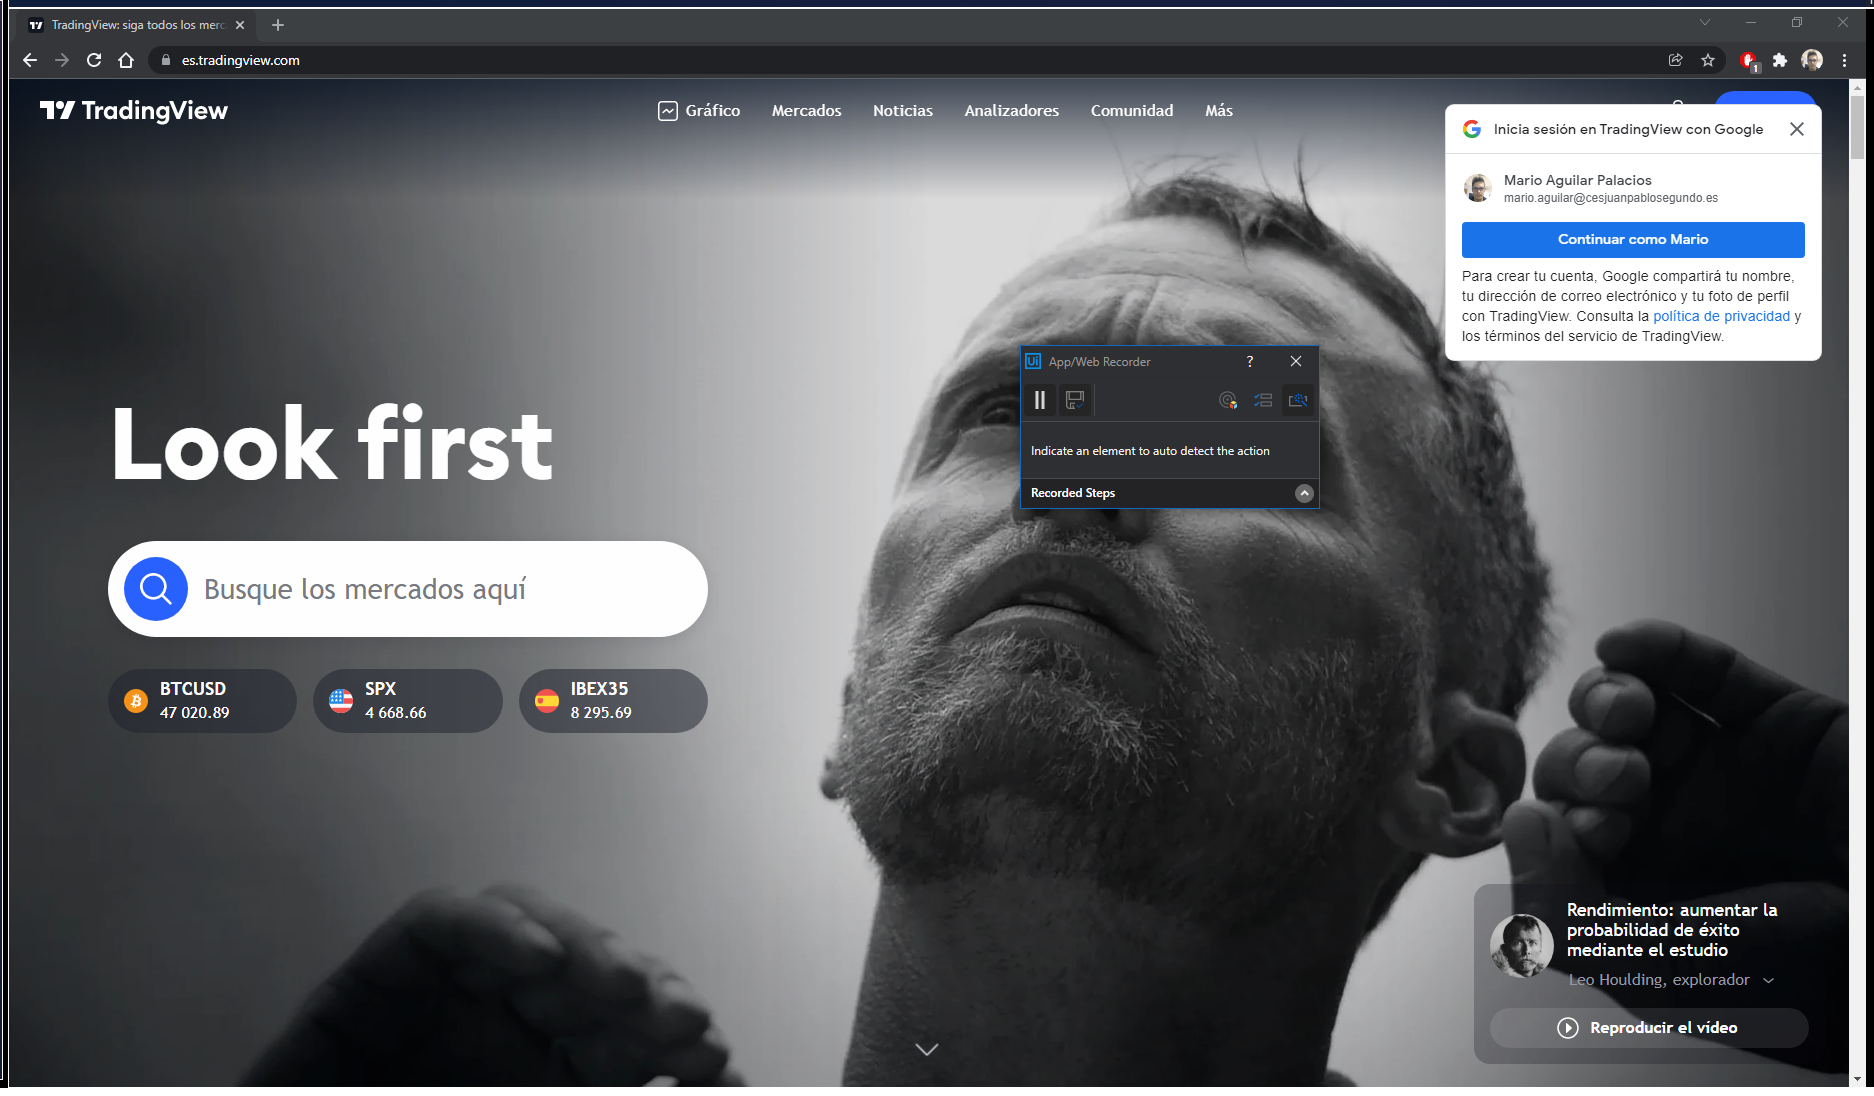 TradingView: siga todos los merc
es.tradingview.com
1
TradingView
Gráfico
Mercados
Noticias
Analizadores
Comunidad
Más
Inicia sesión en TradingView con Google
Mario Aguilar Palacios
mario.aguilar@cesjuanpablosegundo.es
Continuar como Mario
Para crear tu cuenta, Google compartirá tu nombre,
tu dirección de correo electrónico y tu foto de perfil
con TradingView. Consulta la política de privacidad y
los términos del servicio de TradingView.
Ui App/Web Recorder ?
Indicate an element to auto detect the action
Recorded Steps
Look first
Busque los mercados aquí
BTCUSD
47 020.89
SPX
4 668.66
IBEX35
8 295.69
Rendimiento: aumentar la
probabilidad de éxito
mediante el estudio
Leo Houlding, explorador
Reproducir el vídeo